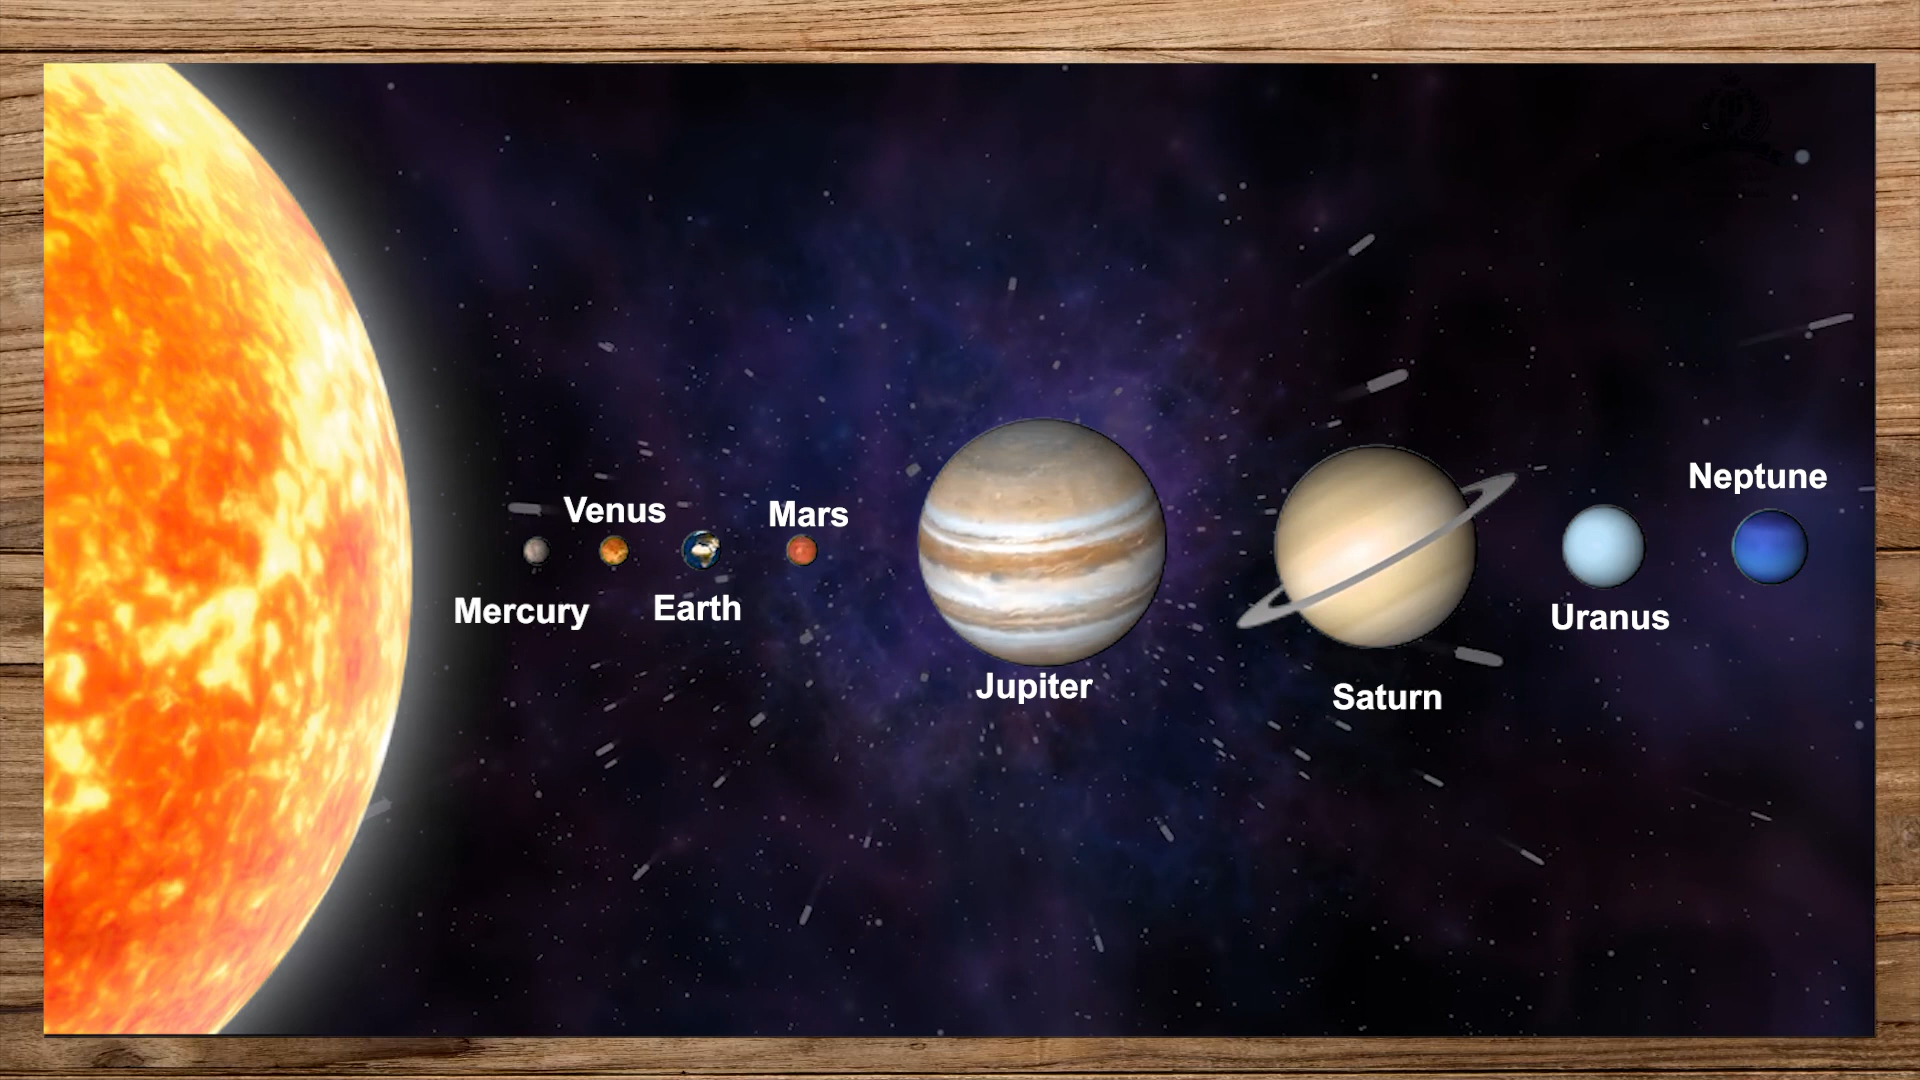 Mercury
Venus
Earth
Mars
Jupiter
Saturn
Uranus
Neptune